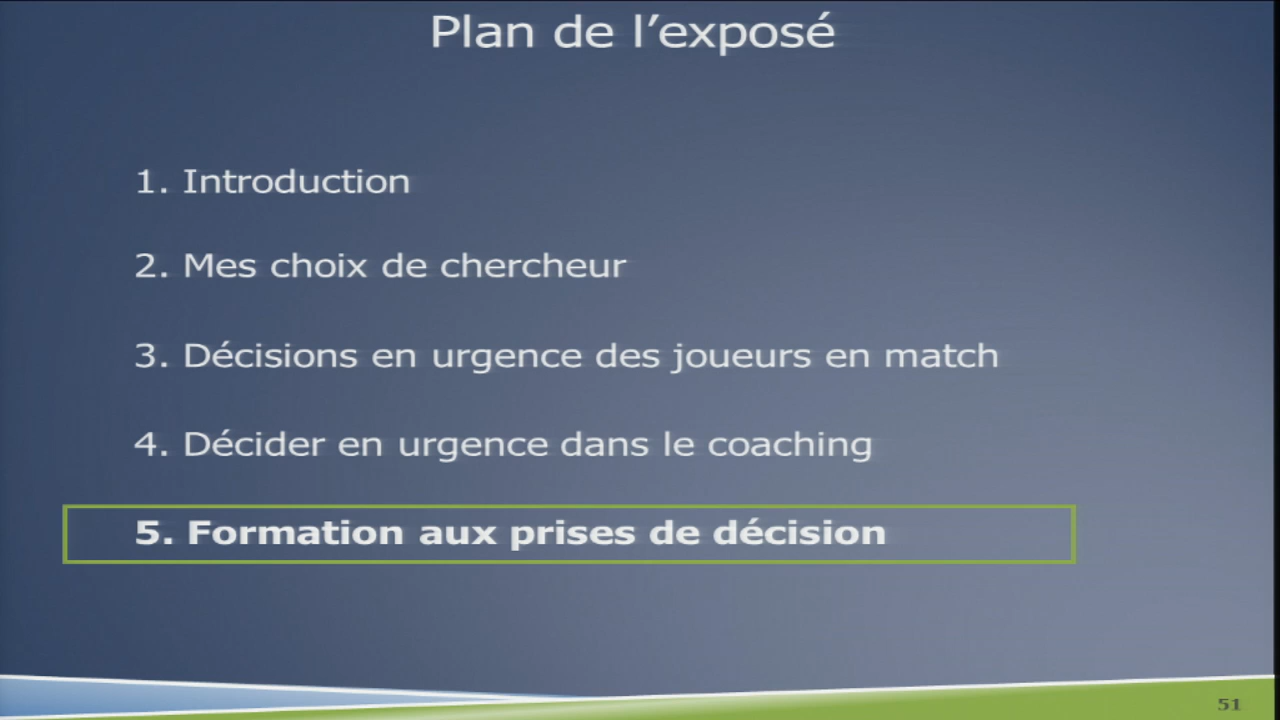 Plan de l’exposé
1. Introduction
2. Mes choix de chercheur
3. Décisions en urgence des joueurs en match
4. Décider en urgence dans le coaching
5. Formation aux prises de décision
51